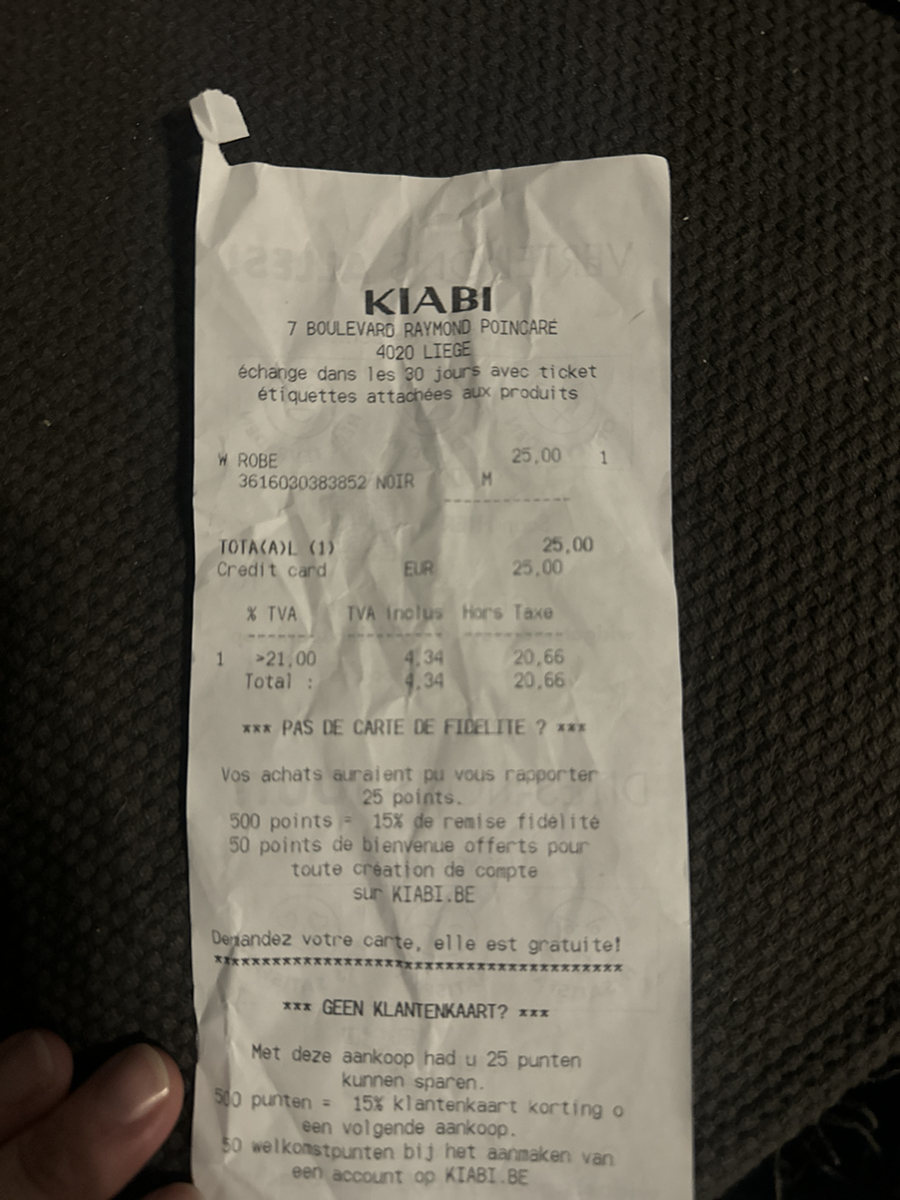 KIABI
7 BOULEVARD RAYMOND POINCARÉ
4020 LIEGE
échange dans les 30 jours avec ticket
étiquettes attachées aux produits
W ROBE 25,00 1
3616030383852 NOIR M
TOTA(A)L (1) 25,00
Credit card EUR 25,00
% TVA TVA inclus Hors Taxe
1 >21,00 4,34 20,66
Total : 4,34 20,66
*** PAS DE CARTE DE FIDELITE ? ***
Vos achats auraient pu vous rapporter
25 points.
500 points = 15% de remise fidélité
50 points de bienvenue offerts pour
toute création de compte
sur KIABI.BE
Demandez votre carte, elle est gratuite!
*** GEEN KLANTENKAART? ***
Met deze aankoop had u 25 punten
kunnen sparen.
500 punten = 15% klantenkaart korting o
een volgende aankoop.
50 welkomstpunten bij het aanmaken van
een account op KIABI.BE